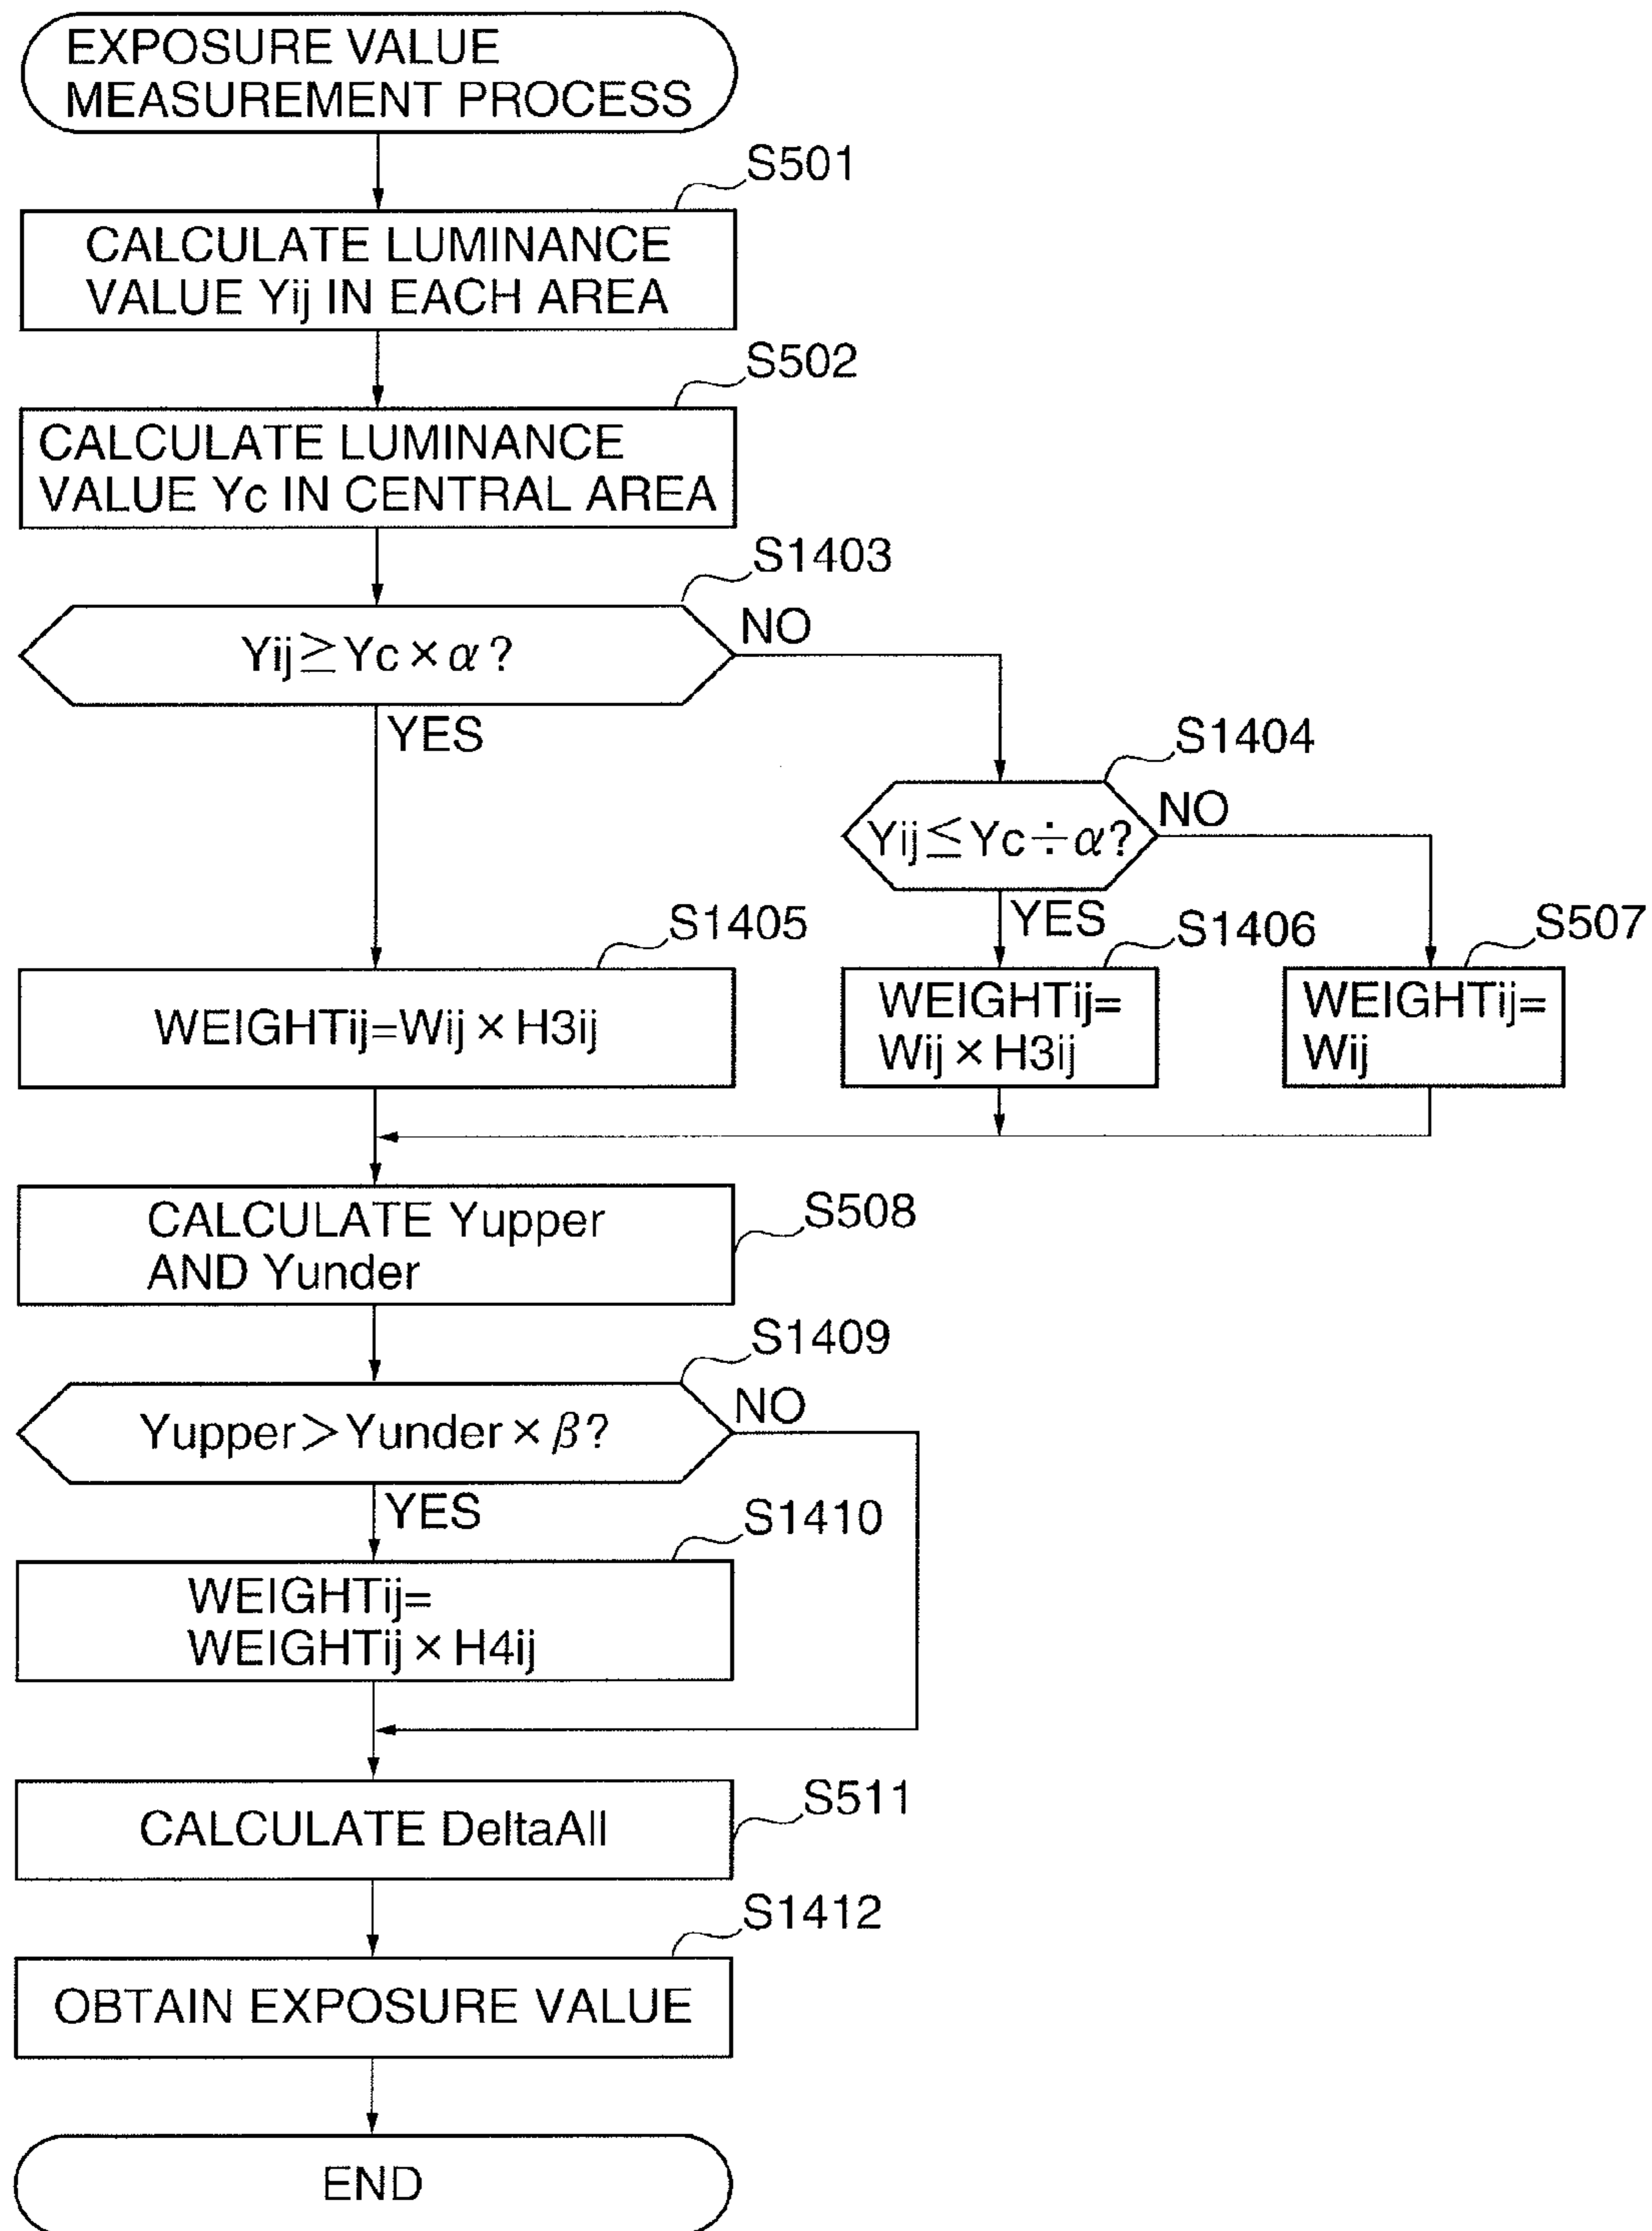 EXPOSURE VALUE
MEASUREMENT PROCESS
S501
CALCULATE LUMINANCE
VALUE Yij IN EACH AREA
S502
CALCULATE LUMINANCE
VALUE Yc IN CENTRAL AREA
S1403
Yij≧Yc×α?
NO
YES
S1404
Yij≦Yc÷α?
NO
YES
S1405
WEIGHTij=Wij×H3ij
S1406
WEIGHTij=
Wij×H3ij
S507
WEIGHTij=
Wij
S508
CALCULATE Yupper
AND Yunder
S1409
Yupper>Yunder×β?
NO
YES
S1410
WEIGHTij=
WEIGHTij×H4ij
S511
CALCULATE DeltaAll
S1412
OBTAIN EXPOSURE VALUE
END